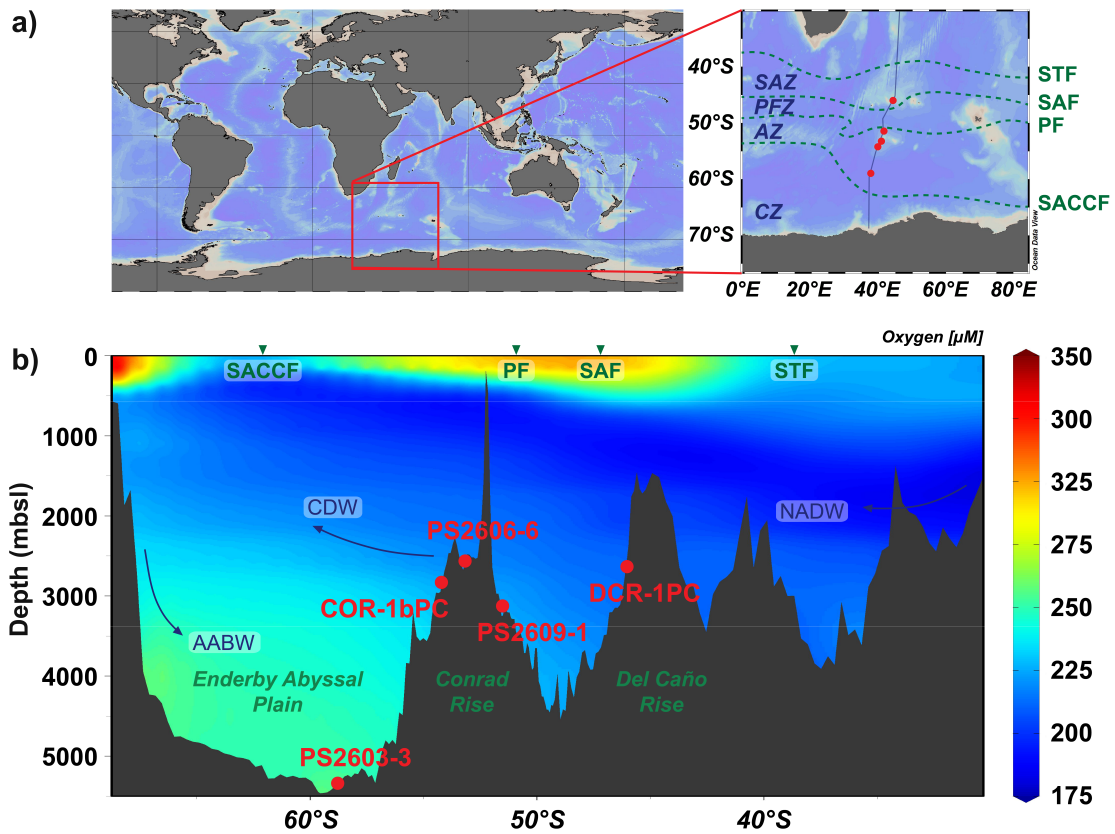 a)
40°S
50°S
60°S
70°S
SAZ
PFZ
AZ
CZ
STF
SAF
PF
SACCF
Ocean Data View
0°E
20°E
40°E
60°E
80°E
b)
Oxygen [µM]
SACCF
PF
SAF
STF
0
1000
2000
3000
4000
5000
Depth (mbsl)
CDW
NADW
PS2606-6
COR-1bPC
DCR-1PC
PS2609-1
AABW
Enderby Abyssal
Plain
Conrad
Rise
Del Caño
Rise
PS2603-3
60°S
50°S
40°S
350
300
325
275
250
225
200
175